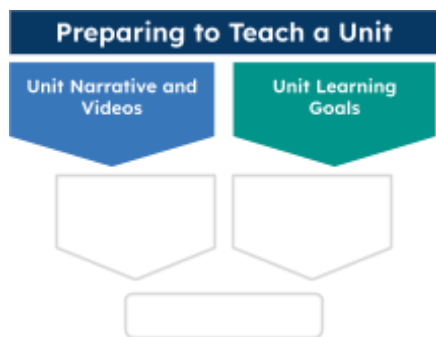 Preparing to Teach a Unit
Unit Narrative and
Videos
Unit Learning
Goals